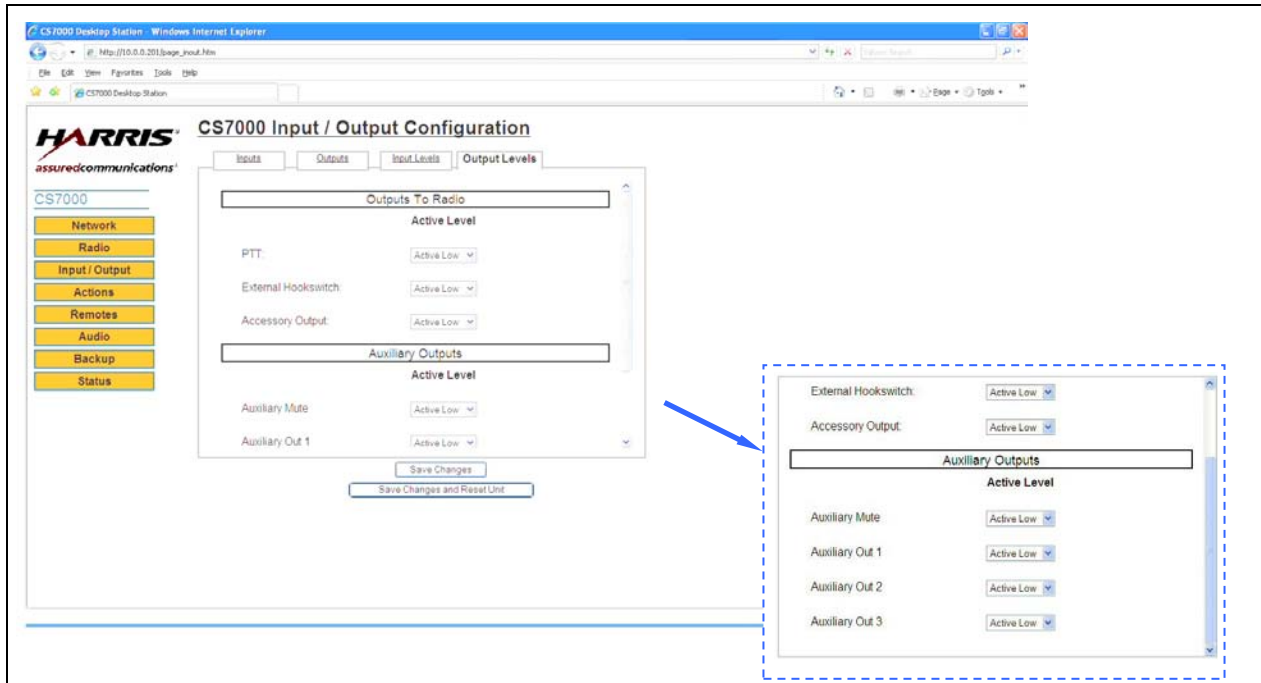 CS7000 Desktop Station - Windows Internet Explorer
http://10.0.0.201/page_inout.htm
File Edit View Favorites Tools Help
CS7000 Desktop Station
Page Tools
HARRIS
assuredcommunications
CS7000
Network
Radio
Input / Output
Actions
Remotes
Audio
Backup
Status
CS7000 Input / Output Configuration
Inputs Outputs Input Levels Output Levels
Outputs To Radio
Active Level
PTT: Active Low
External Hookswitch: Active Low
Accessory Output: Active Low
Auxiliary Outputs
Active Level
Auxiliary Mute Active Low
Auxiliary Out 1 Active Low
Save Changes
Save Changes and Reset Unit
External Hookswitch: Active Low
Accessory Output: Active Low
Auxiliary Outputs
Active Level
Auxiliary Mute Active Low
Auxiliary Out 1 Active Low
Auxiliary Out 2 Active Low
Auxiliary Out 3 Active Low